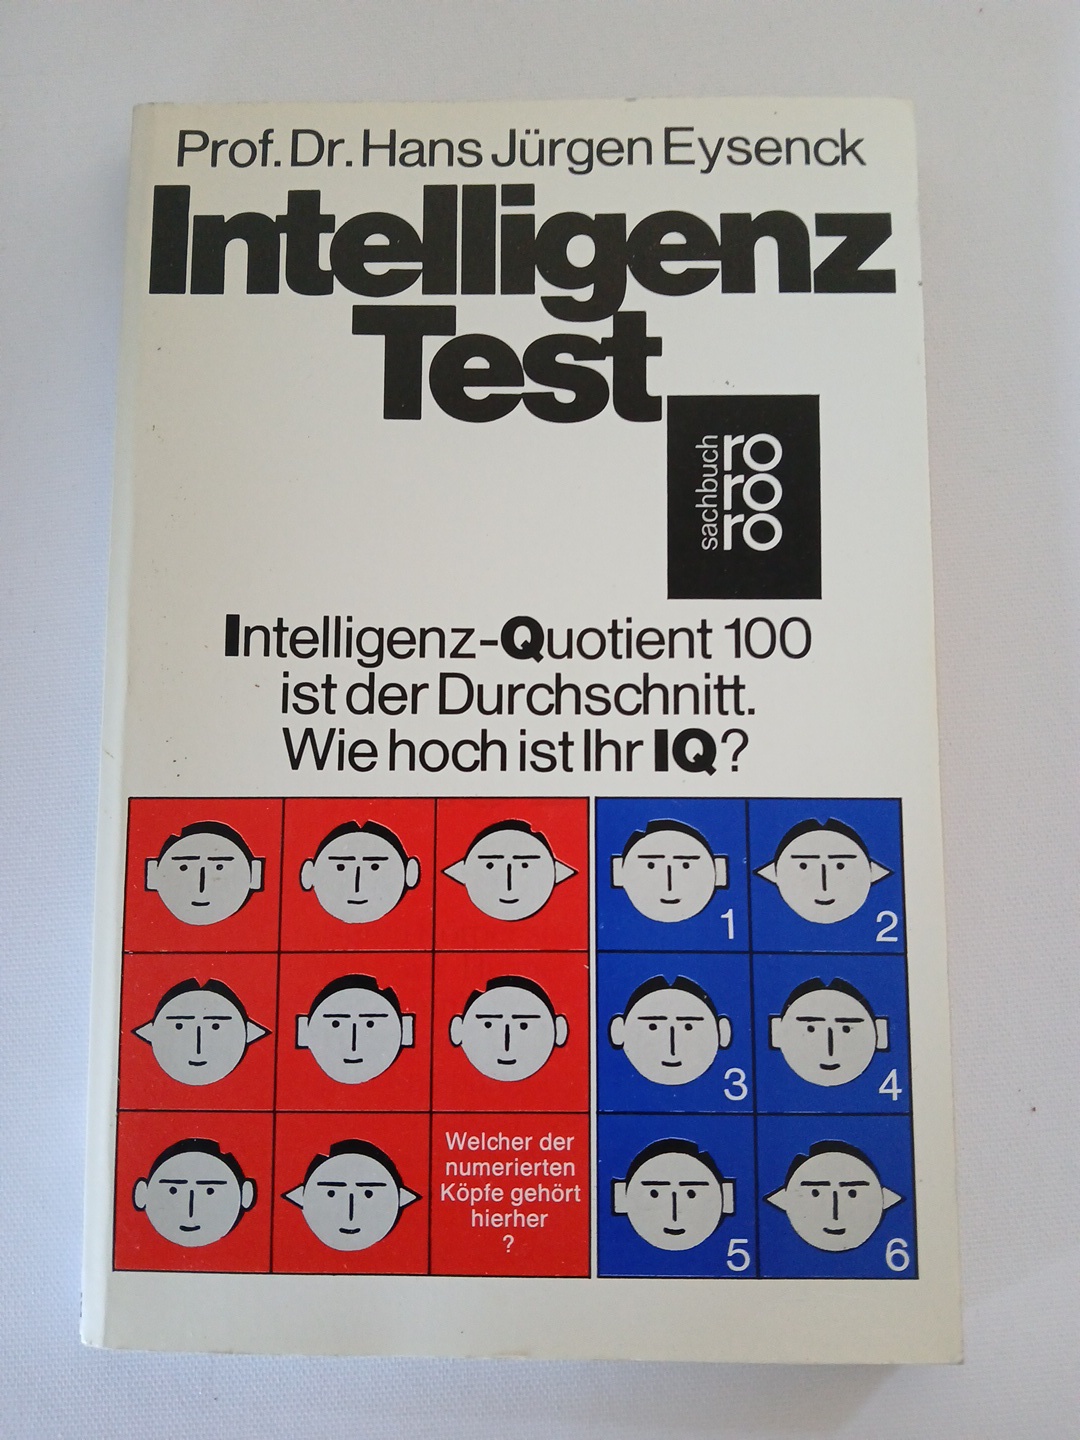 Prof. Dr. Hans Jürgen Eysenck
Intelligenz
Test
sachbuch
ro
ro
ro
Intelligenz-Quotient 100
ist der Durchschnitt.
Wie hoch ist Ihr IQ?
1
2
3
4
Welcher der
numerierten
Köpfe gehört
hierher
?
5
6